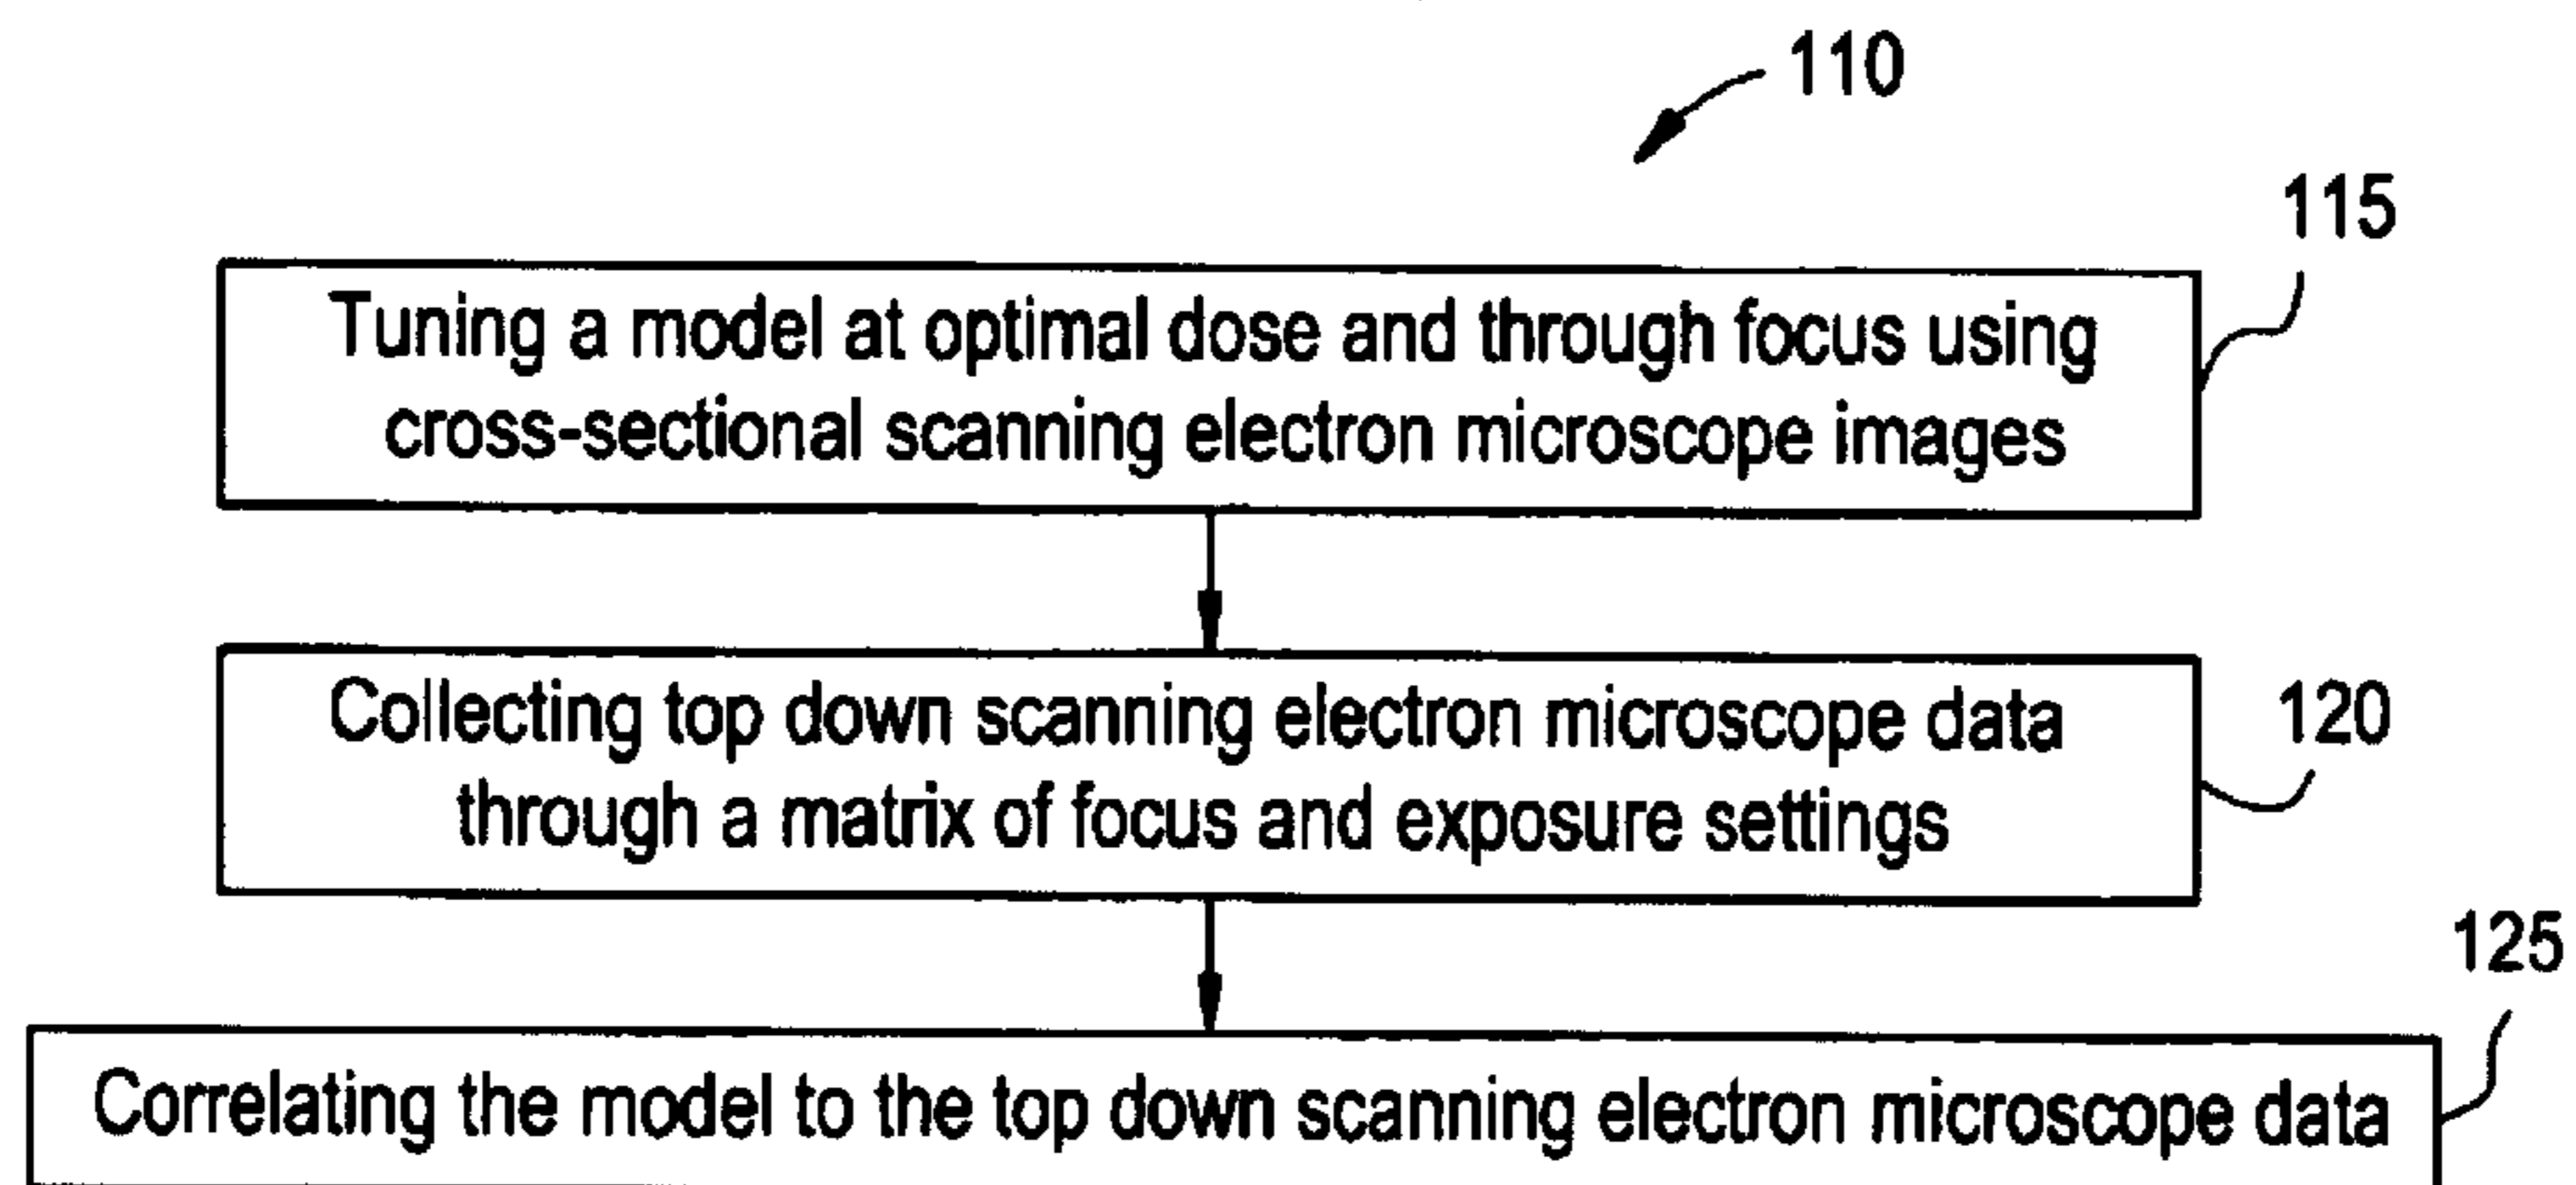 110
115
Tuning a model at optimal dose and through focus using
cross-sectional scanning electron microscope images
Collecting top down scanning electron microscope data
through a matrix of focus and exposure settings
120
125
Correlating the model to the top down scanning electron microscope data